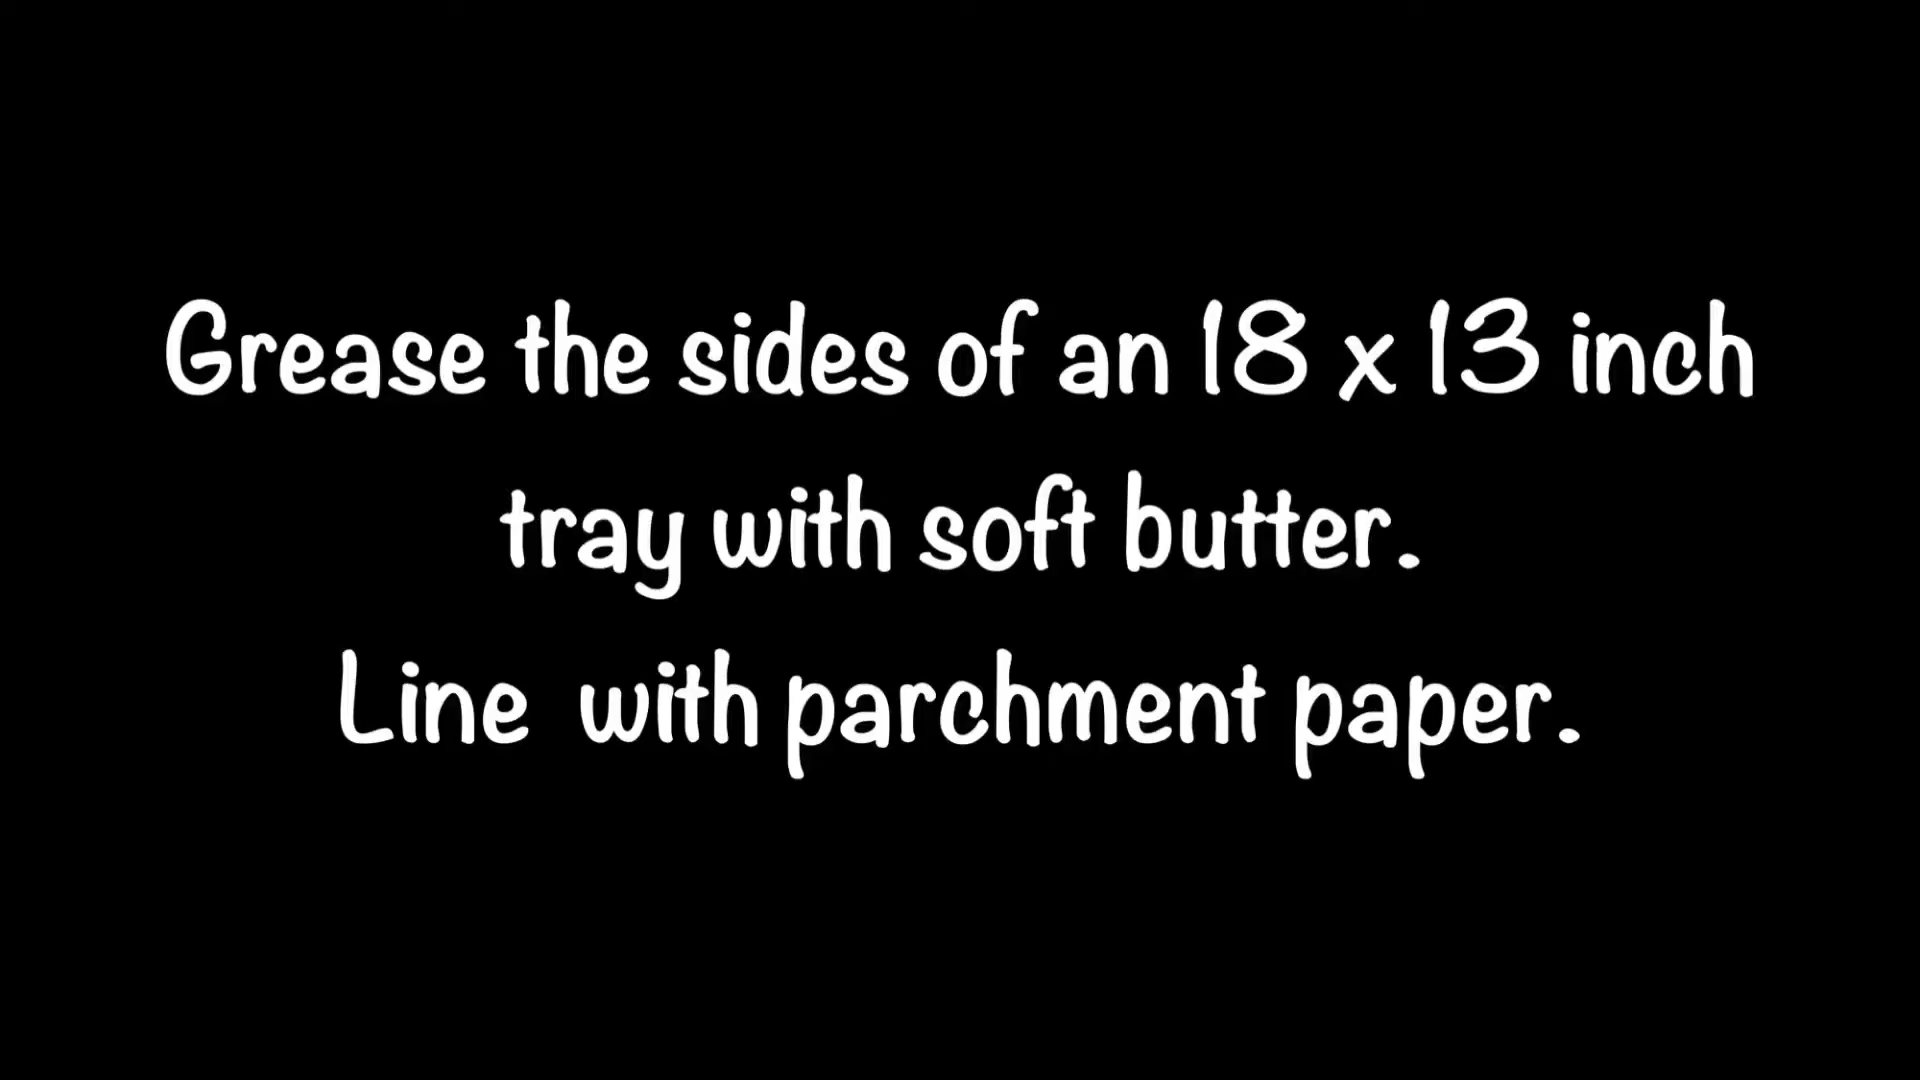 Grease the sides of an 18 x 13 inch
tray with soft butter.
Line  with parchment paper.